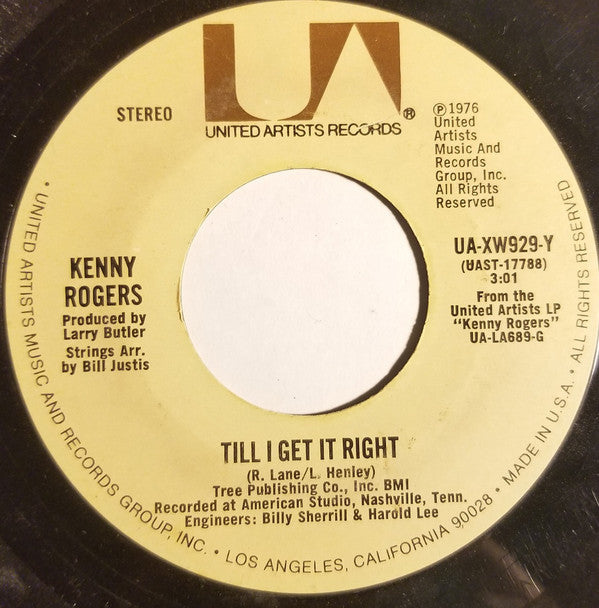 UA
®
UNITED ARTISTS RECORDS
STEREO
℗1976
United
Artists
Music And
Records
Group, Inc.
All Rights
Reserved
UA-XW929-Y
(UAST-17788)
3:01
From the
United Artists LP
"Kenny Rogers"
UA-LA689-G
KENNY
ROGERS
Produced by
Larry Butler
Strings Arr.
by Bill Justis
TILL I GET IT RIGHT
(R. Lane/L. Henley)
Tree Publishing Co., Inc. BMI
Recorded at American Studio, Nashville, Tenn.
Engineers: Billy Sherrill & Harold Lee
• UNITED ARTISTS MUSIC AND RECORDS GROUP, INC. • LOS ANGELES, CALIFORNIA 90028 • MADE IN U.S.A. • ALL RIGHTS RESERVED